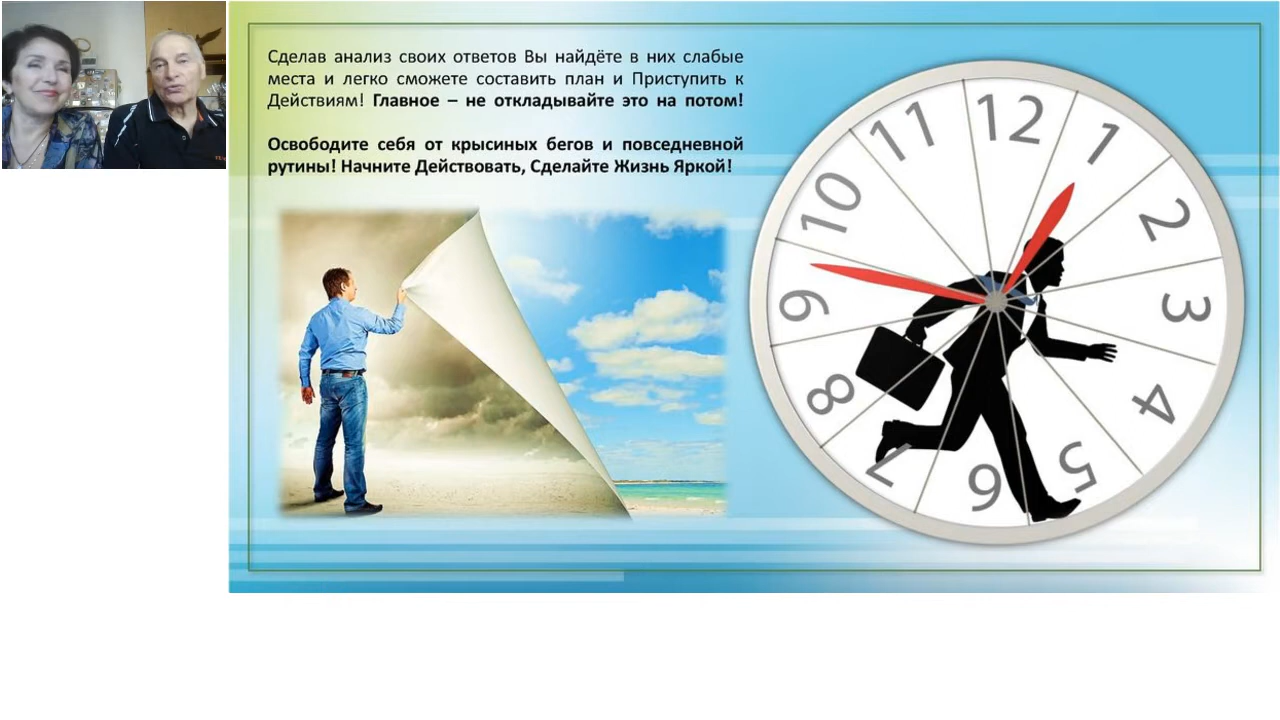 Сделав анализ своих ответов Вы найдёте в них слабые
места и легко сможете составить план и Приступить к
Действиям! Главное – не откладывайте это на потом!
Освободите себя от крысиных бегов и повседневной
рутины! Начните Действовать, Сделайте Жизнь Яркой!
12
1
2
3
4
5
6
7
8
9
10
11